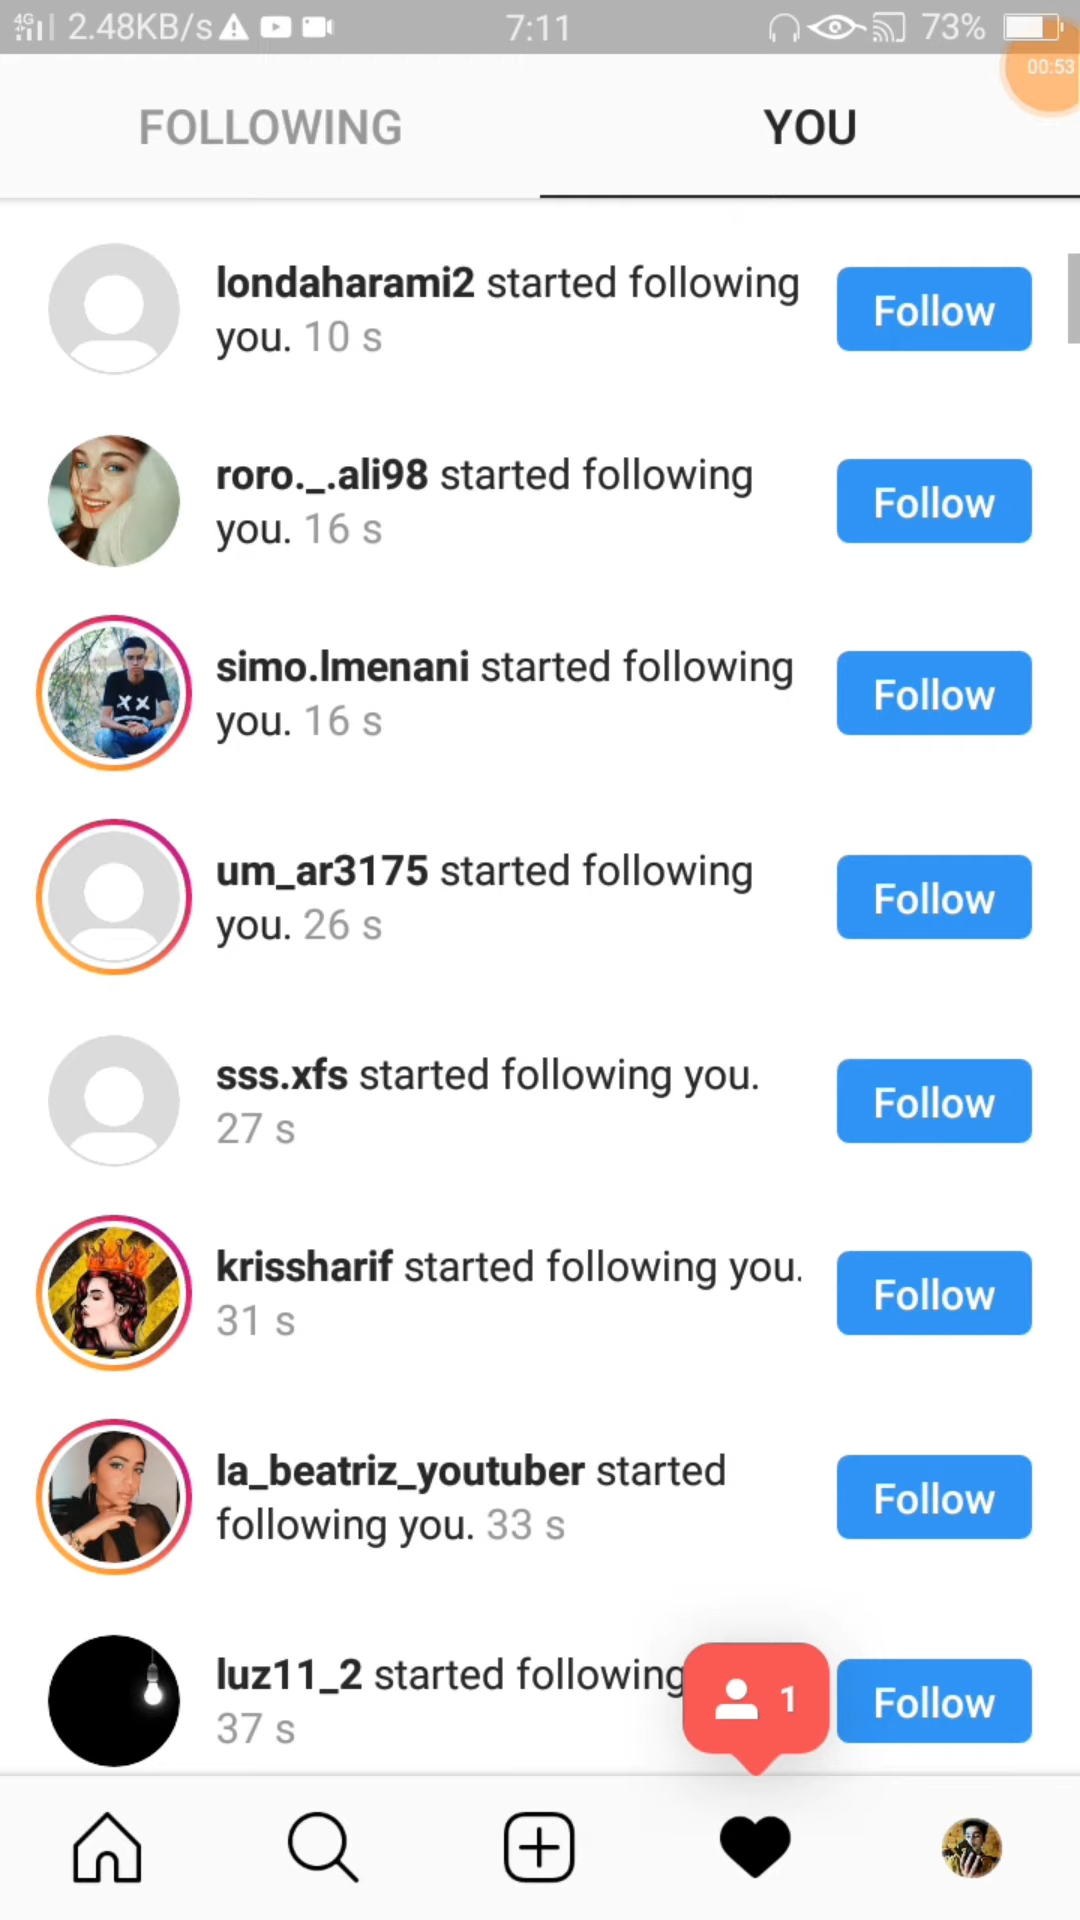 4G 2.48KB/s 7:11 73%
00:53
FOLLOWING YOU
londaharami2 started following
you. 10 s
Follow
roro._.ali98 started following
you. 16 s
Follow
simo.lmenani started following
you. 16 s
Follow
um_ar3175 started following
you. 26 s
Follow
sss.xfs started following you.
27 s
Follow
krissharif started following you.
31 s
Follow
la_beatriz_youtuber started
following you. 33 s
Follow
luz11_2 started following
37 s
1
Follow